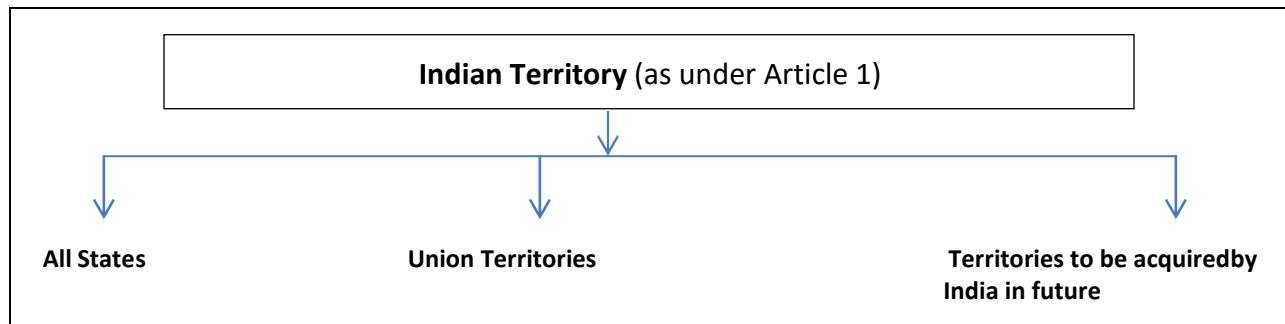 Indian Territory (as under Article 1)
All States
Union Territories
Territories to be acquiredby
India in future